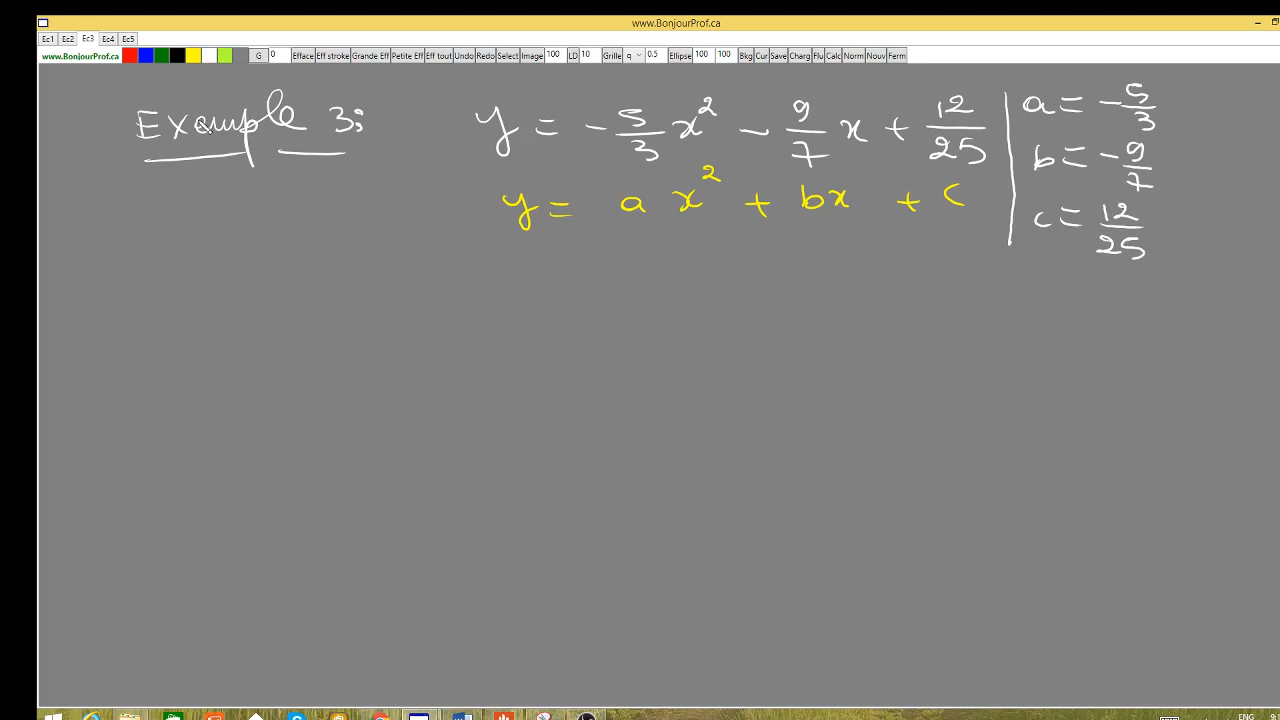 www.BonjourProf.ca
Ec1 Ec2 Ec3 Ec4 Ec5
www.BonjourProf.ca G 0 Efface Eff stroke Grande Eff Petite Eff Eff tout Undo Redo Select Image 100 LD 10 Grille q 0.5 Ellipse 100 100 Bkg Cur Save Charg Flu Calc Norm Nouv Ferm
Example 3: y = -5/3 x² - 9/7 x + 12/25
y = a x² + bx + c
a = -5/3
b = -9/7
c = 12/25
ENG